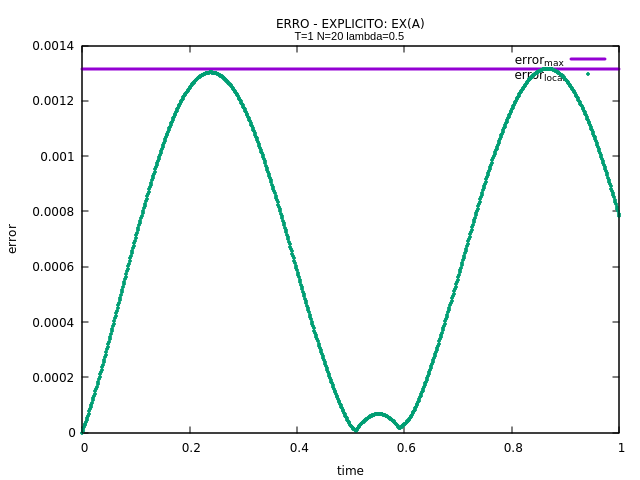 ERRO - EXPLICITO: EX(A)
T=1 N=20 lambda=0.5
error_max
error_local
0.0014
0.0012
0.001
0.0008
0.0006
0.0004
0.0002
0
error
0 0.2 0.4 0.6 0.8 1
time